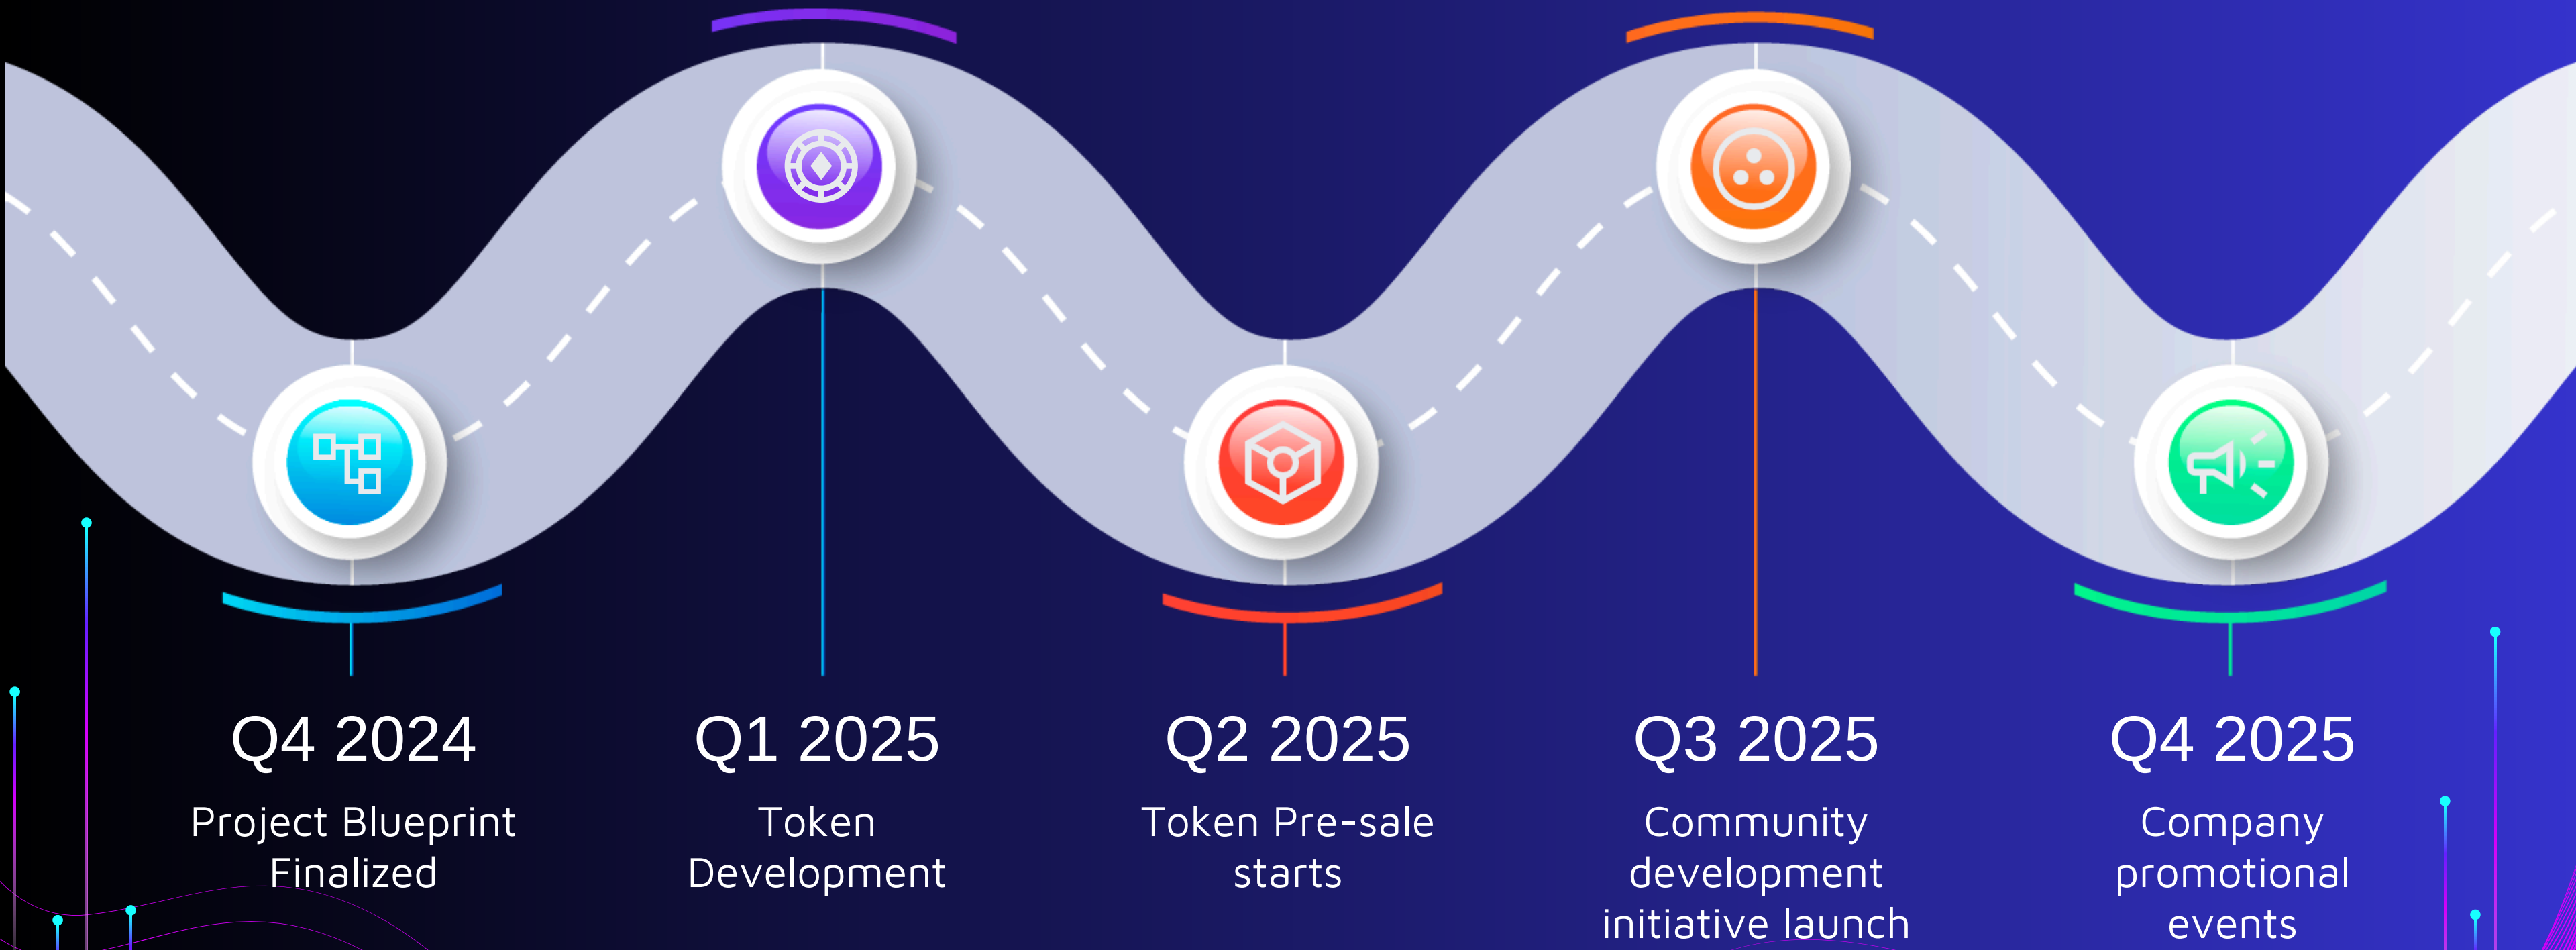 Q4 2024
Project Blueprint
Finalized
Q1 2025
Token
Development
Q2 2025
Token Pre-sale
starts
Q3 2025
Community
development
initiative launch
Q4 2025
Company
promotional
events